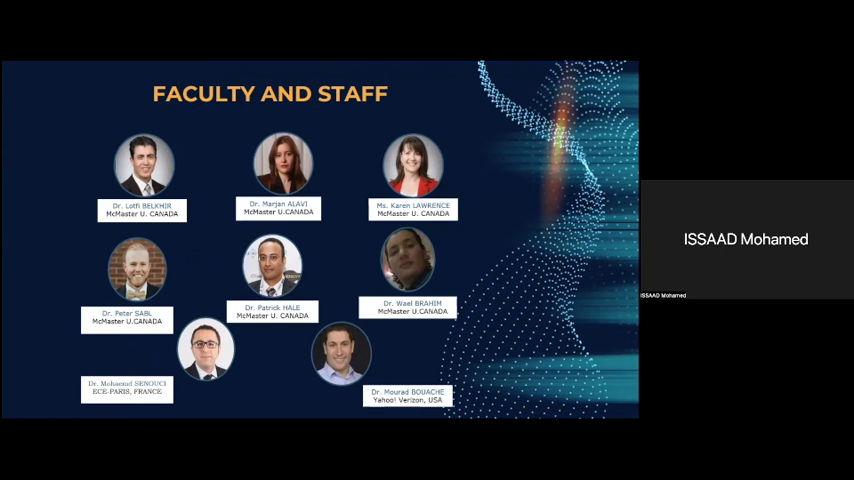 FACULTY AND STAFF
Dr. Lotfi BELKHIR
McMaster U. CANADA
Dr. Marjan ALAVI
McMaster U.CANADA
Ms. Karen LAWRENCE
McMaster U. CANADA
Dr. Peter SABL
McMaster U.CANADA
Dr. Patrick HALE
McMaster U. CANADA
Dr. Wael BRAHIM
McMaster U.CANADA
Dr. Mohamed SENOUCI
ECE-PARIS, FRANCE
Dr. Mourad BOUACHE
Yahoo! Verizon, USA
ISSAAD Mohamed
ISSAAD Mohamed